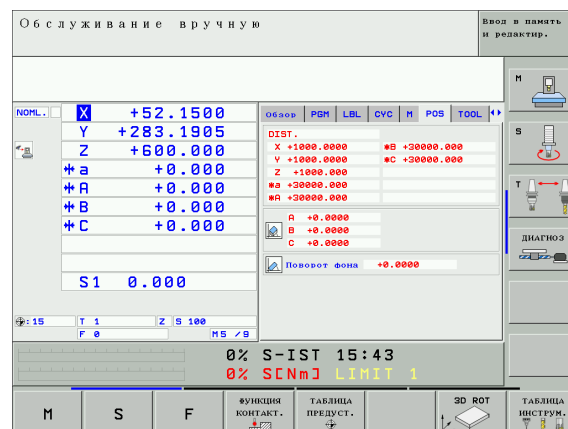 Обслуживание вручную
Ввод в память
и редактир.
NOML.
X +52.1500
Y +283.1905
Z +600.000
a +0.000
A +0.000
B +0.000
C +0.000
S1 0.000
:15 T 1 Z S 100
F 0 M5 /9
Обзор PGM LBL CYC M POS TOOL
DIST.
X +1000.0000 *B +30000.000
Y +1000.0000 *C +30000.000
Z +1000.0000
*a +30000.000
*A +30000.000
A +0.0000
B +0.0000
C +0.0000
Поворот фона +0.0000
0% S-IST 15:43
0% S[Nm] LIMIT 1
M
S
T
ДИАГНОЗ
M
S
F
ФУНКЦИЯ
КОНТАКТ.
ТАБЛИЦА
ПРЕДУСТ.
3D ROT
ТАБЛИЦА
ИНСТРУМ.